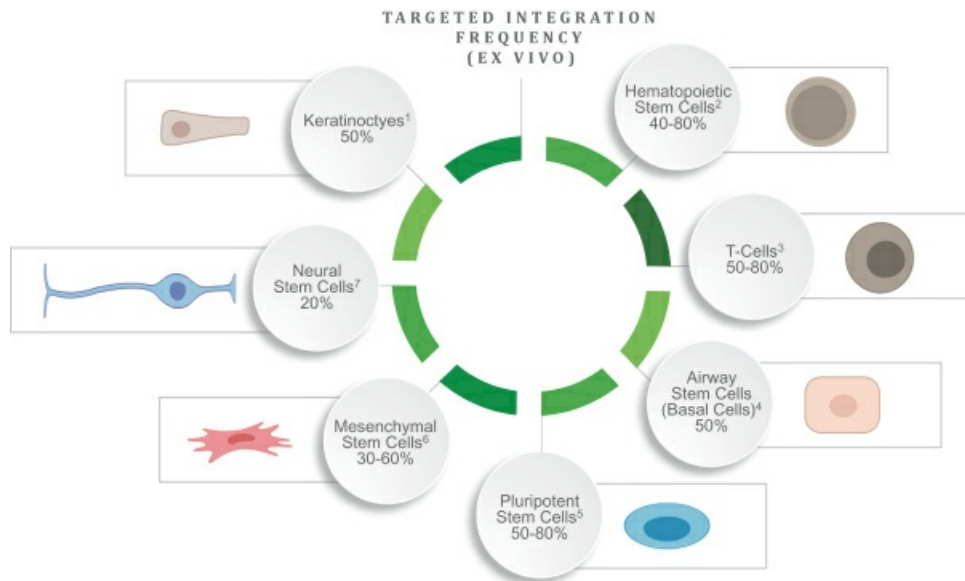 TARGETED INTEGRATION
FREQUENCY
(EX VIVO)
Keratinoctyes¹
50%
Hematopoietic
Stem Cells²
40-80%
T-Cells³
50-80%
Airway
Stem Cells
(Basal Cells)⁴
50%
Pluripotent
Stem Cells⁵
50-80%
Mesenchymal
Stem Cells⁶
30-60%
Neural
Stem Cells⁷
20%